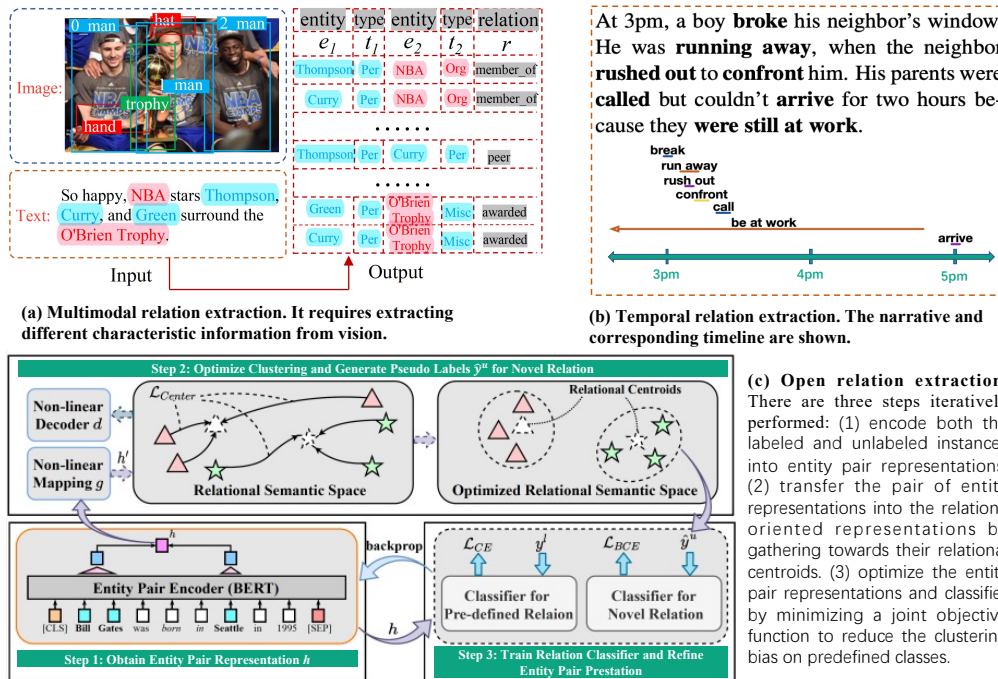 0_man
hat
2_man
man
trophy
hand
Image:
Text:
So happy, NBA stars Thompson,
Curry, and Green surround the
O'Brien Trophy.
Input
Output
entity type entity type relation
e1 t1 e2 t2 r
Thompson Per NBA Org member_of
Curry Per NBA Org member_of
······
Thompson Per Curry Per peer
······
Green Per O'Brien Trophy Misc awarded
Curry Per O'Brien Trophy Misc awarded
(a) Multimodal relation extraction. It requires extracting
different characteristic information from vision.
At 3pm, a boy broke his neighbor's window.
He was running away, when the neighbor
rushed out to confront him. His parents were
called but couldn't arrive for two hours be-
cause they were still at work.
break
run away
rush out
confront
call
be at work
arrive
3pm 4pm 5pm
(b) Temporal relation extraction. The narrative and
corresponding timeline are shown.
Step 2: Optimize Clustering and Generate Pseudo Labels ŷᵘ for Novel Relation
Non-linear
Decoder d
Non-linear
Mapping g
h′
ℒCenter
Relational Semantic Space
Relational Centroids
Optimized Relational Semantic Space
h
Entity Pair Encoder (BERT)
[CLS] Bill Gates was born in Seattle in 1995 [SEP]
Step 1: Obtain Entity Pair Representation h
backprop
h
ℒCE yˡ ℒBCE ŷᵘ
Classifier for
Pre-defined Relaion
Classifier for
Novel Relation
Step 3: Train Relation Classifier and Refine
Entity Pair Prestation
(c) Open relation extraction
There are three steps iterativel
performed: (1) encode both th
labeled and unlabeled instance
into entity pair representations
(2) transfer the pair of entit
representations into the relation
oriented representations b
gathering towards their relationa
centroids. (3) optimize the entit
pair representations and classifie
by minimizing a joint objectiv
function to reduce the clusterin
bias on predefined classes.